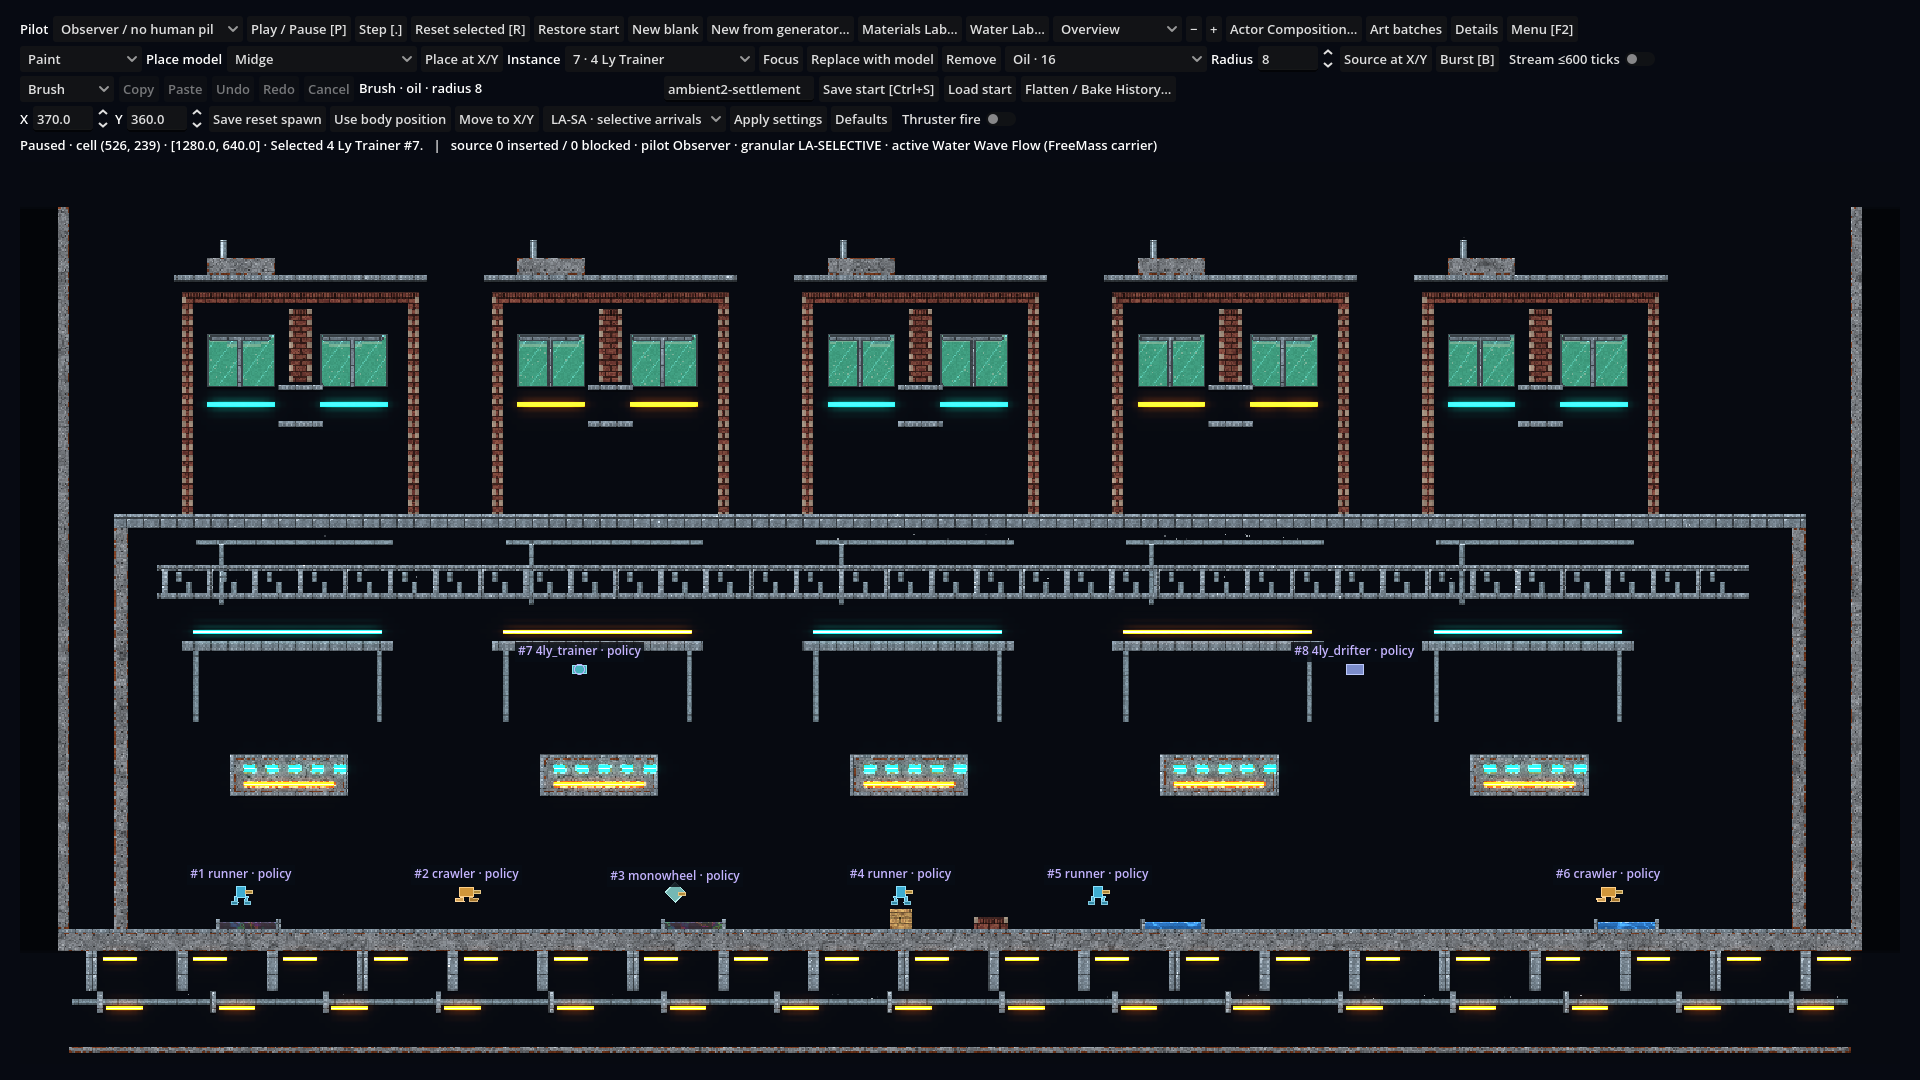 Pilot Observer / no human pil Play / Pause [P] Step [.] Reset selected [R] Restore start New blank New from generator... Materials Lab... Water Lab... Overview − + Actor Composition... Art batches Details Menu [F2]
Paint Place model Midge Place at X/Y Instance 7 · 4 Ly Trainer Focus Replace with model Remove Oil · 16 Radius 8 Source at X/Y Burst [B] Stream ≤600 ticks
Brush Copy Paste Undo Redo Cancel Brush · oil · radius 8 ambient2-settlement Save start [Ctrl+S] Load start Flatten / Bake History...
X 370.0 Y 360.0 Save reset spawn Use body position Move to X/Y LA-SA · selective arrivals Apply settings Defaults Thruster fire
Paused · cell (526, 239) · [1280.0, 640.0] · Selected 4 Ly Trainer #7. | source 0 inserted / 0 blocked · pilot Observer · granular LA-SELECTIVE · active Water Wave Flow (FreeMass carrier)
#7 4ly_trainer · policy #8 4ly_drifter · policy
#1 runner · policy #2 crawler · policy #3 monowheel · policy #4 runner · policy #5 runner · policy #6 crawler · policy